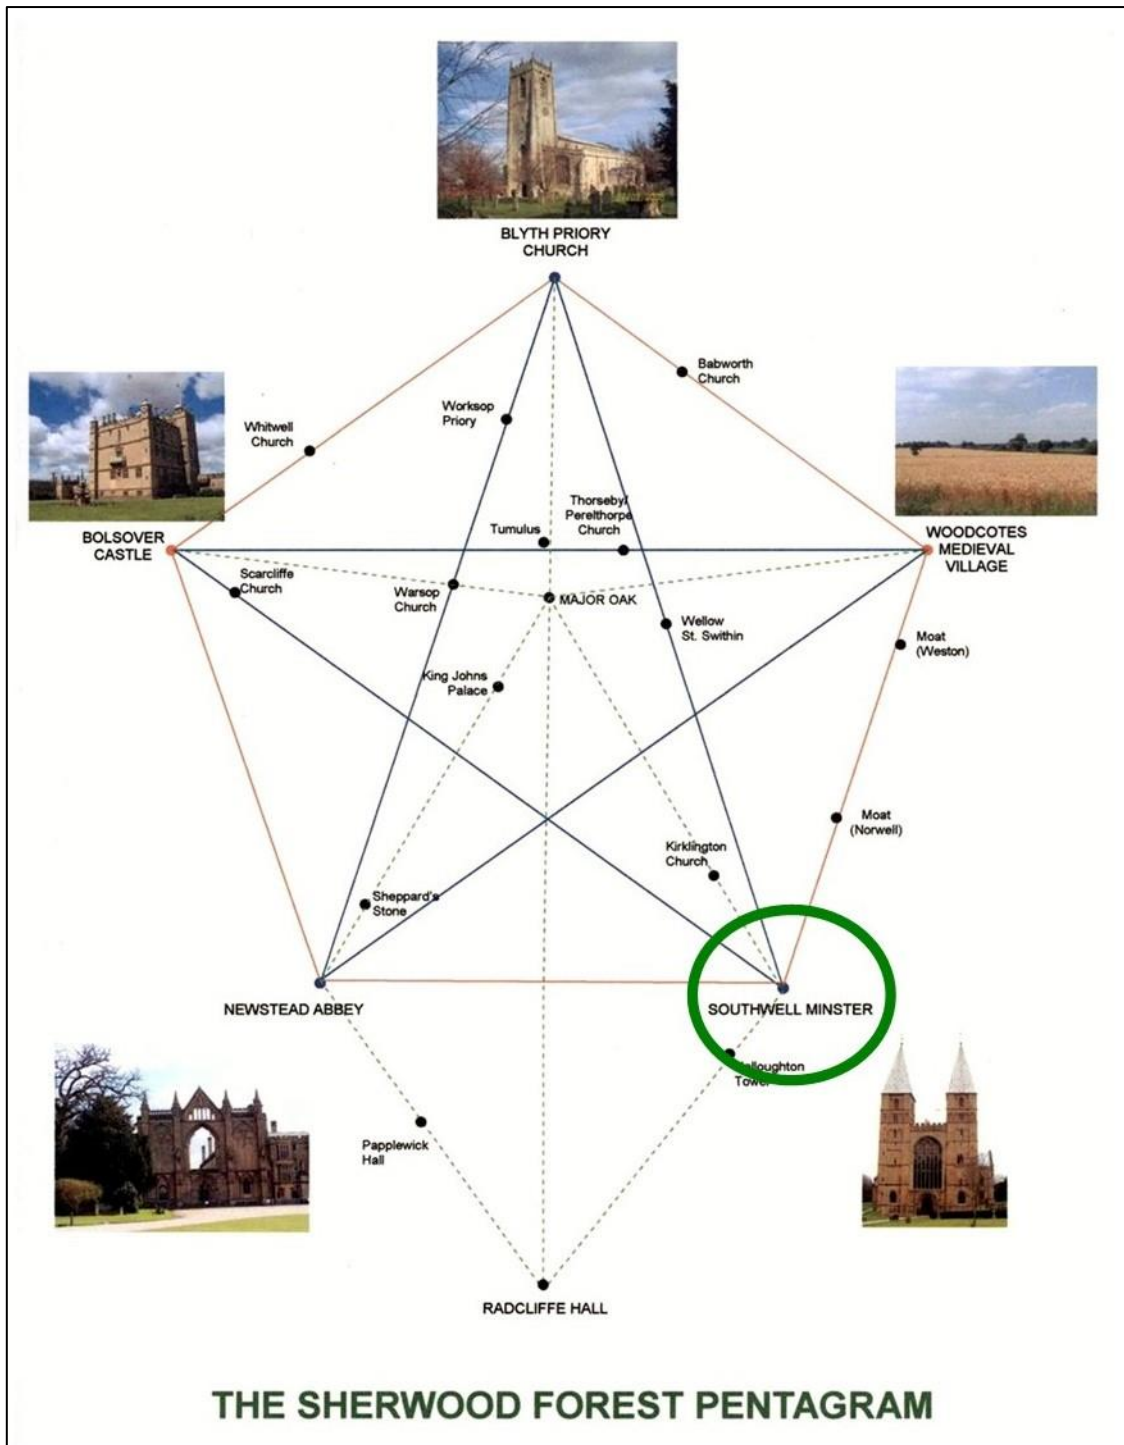 BLYTH PRIORY
CHURCH
Babworth
Church
Worksop
Priory
Whitwell
Church
Thorseby/
Perelthorpe
Church
Tumulus
BOLSOVER
CASTLE
WOODCOTES
MEDIEVAL
VILLAGE
Scarcliffe
Church
Warsop
Church
MAJOR OAK
Wellow
St. Swithin
Moat
(Weston)
King Johns
Palace
Moat
(Norwell)
Kirklington
Church
Sheppard's
Stone
NEWSTEAD ABBEY
SOUTHWELL MINSTER
Tower
Papplewick
Hall
RADCLIFFE HALL
THE SHERWOOD FOREST PENTAGRAM